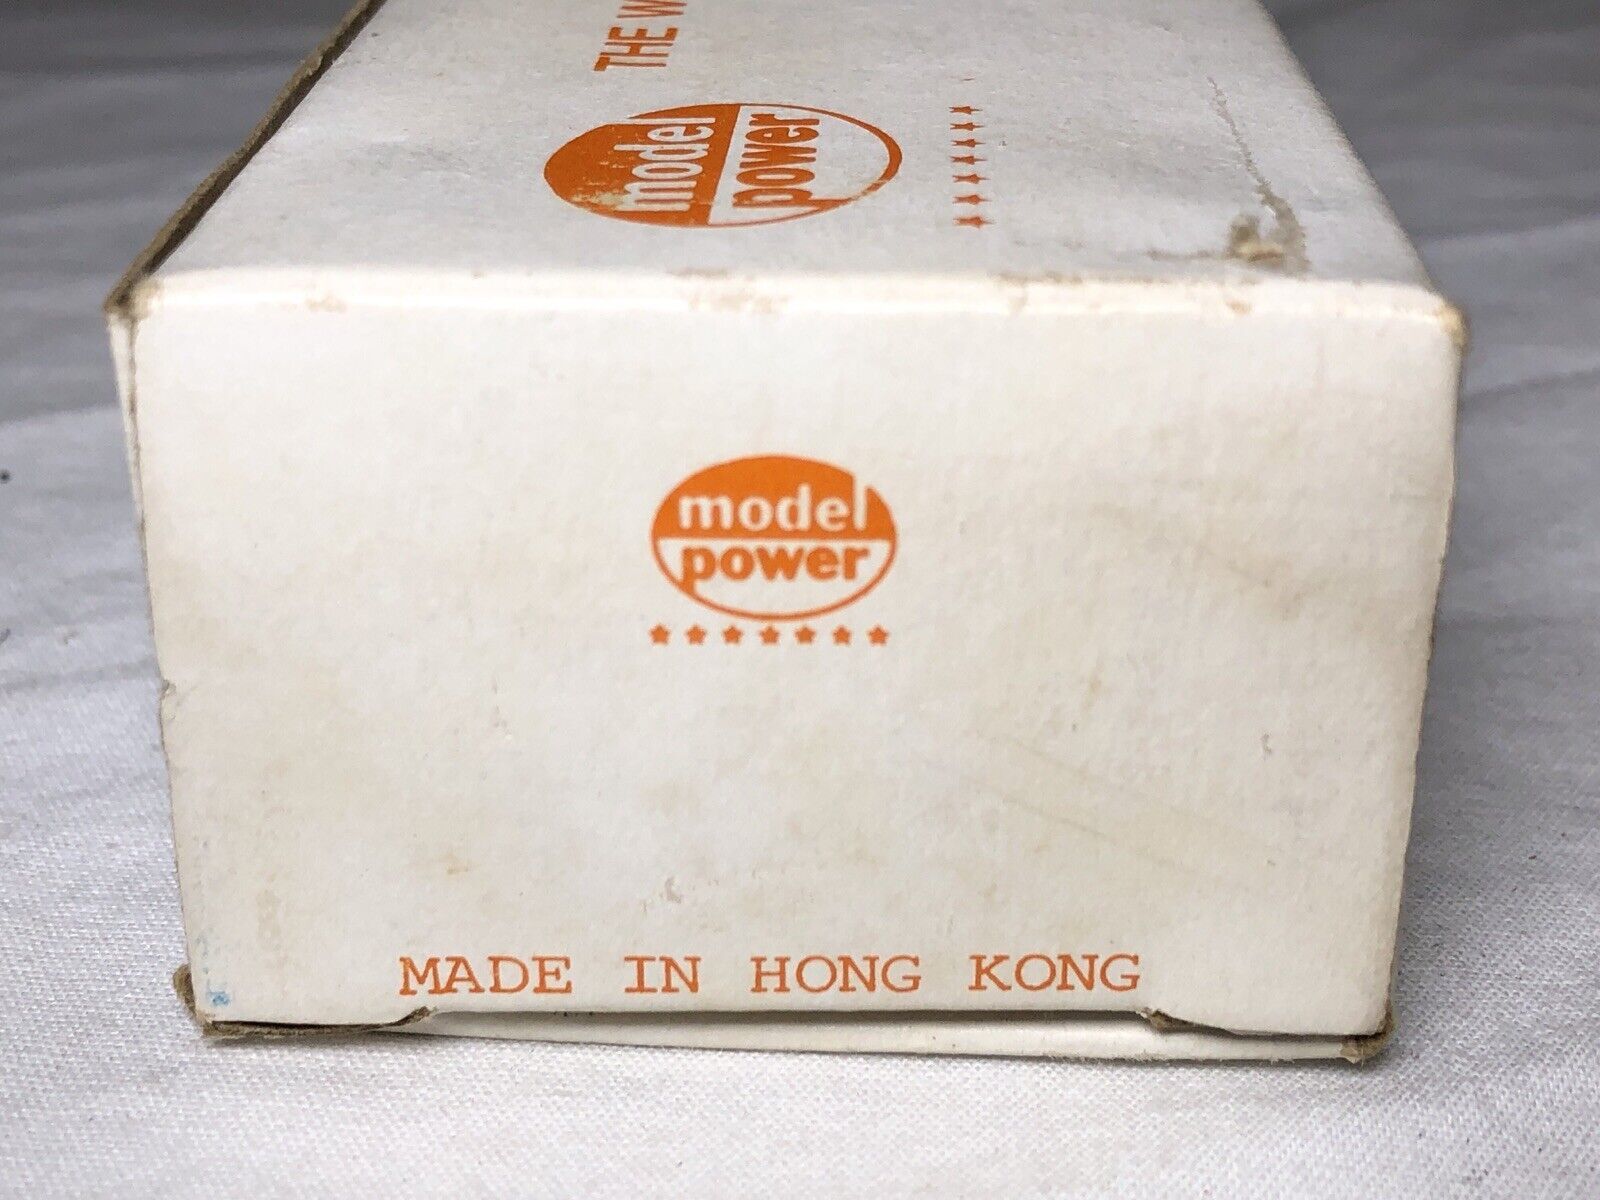 THE
model
power
model
power
MADE IN HONG KONG